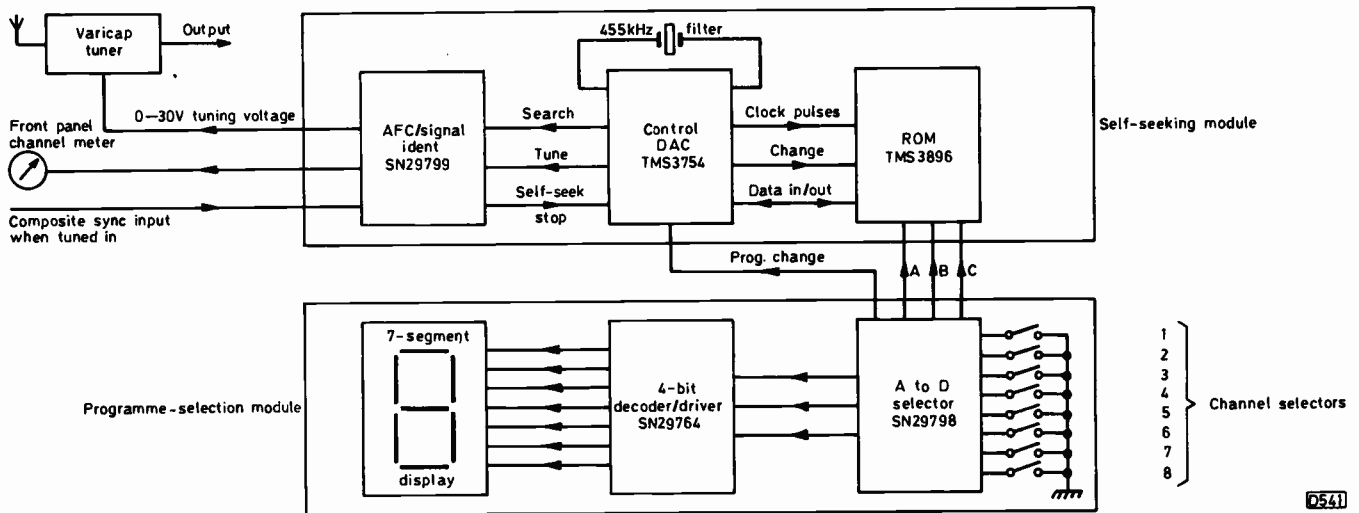 Varicap
tuner
Output
0—30V tuning voltage
Front panel
channel meter
Composite sync input
when tuned in
AFC/signal
ident
SN29799
Search
Tune
Self-seek
stop
455kHz
filter
Control
DAC
TMS3754
Clock pulses
Change
Data in/out
ROM
TMS3896
Self-seeking module
Prog. change
A
B
C
Programme-selection module
7-segment
display
4-bit
decoder/driver
SN29764
A to D
selector
SN29798
1
2
3
4
5
6
7
8
Channel selectors
D541